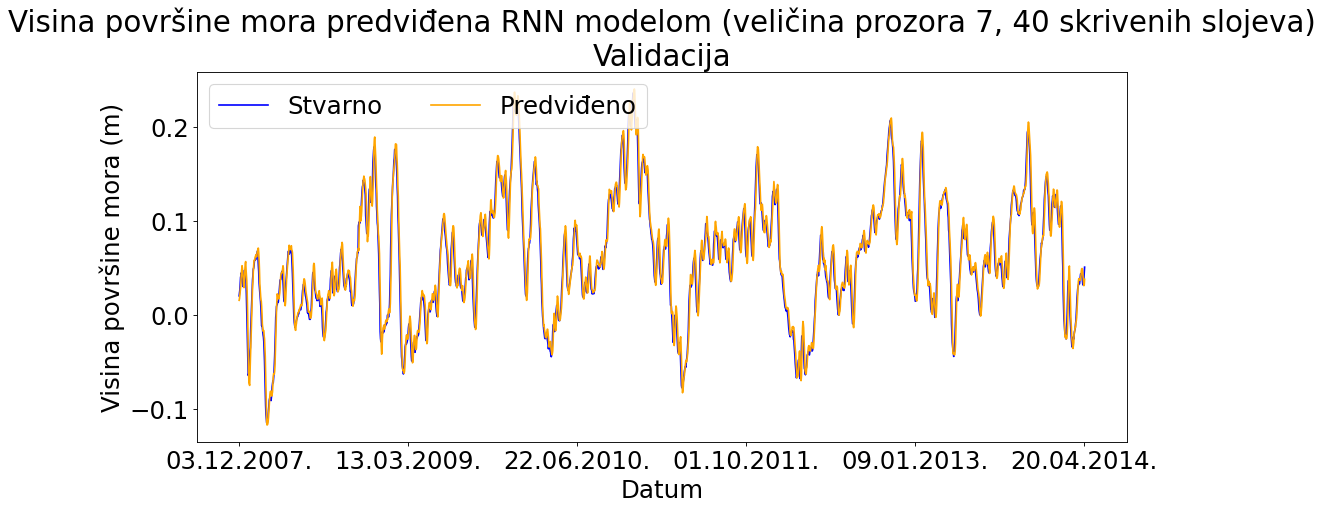 Visina površine mora predviđena RNN modelom (veličina prozora 7, 40 skrivenih slojeva)
Validacija
Stvarno
Predviđeno
Visina površine mora (m)
0.2
0.1
0.0
−0.1
03.12.2007. 13.03.2009. 22.06.2010. 01.10.2011. 09.01.2013. 20.04.2014.
Datum